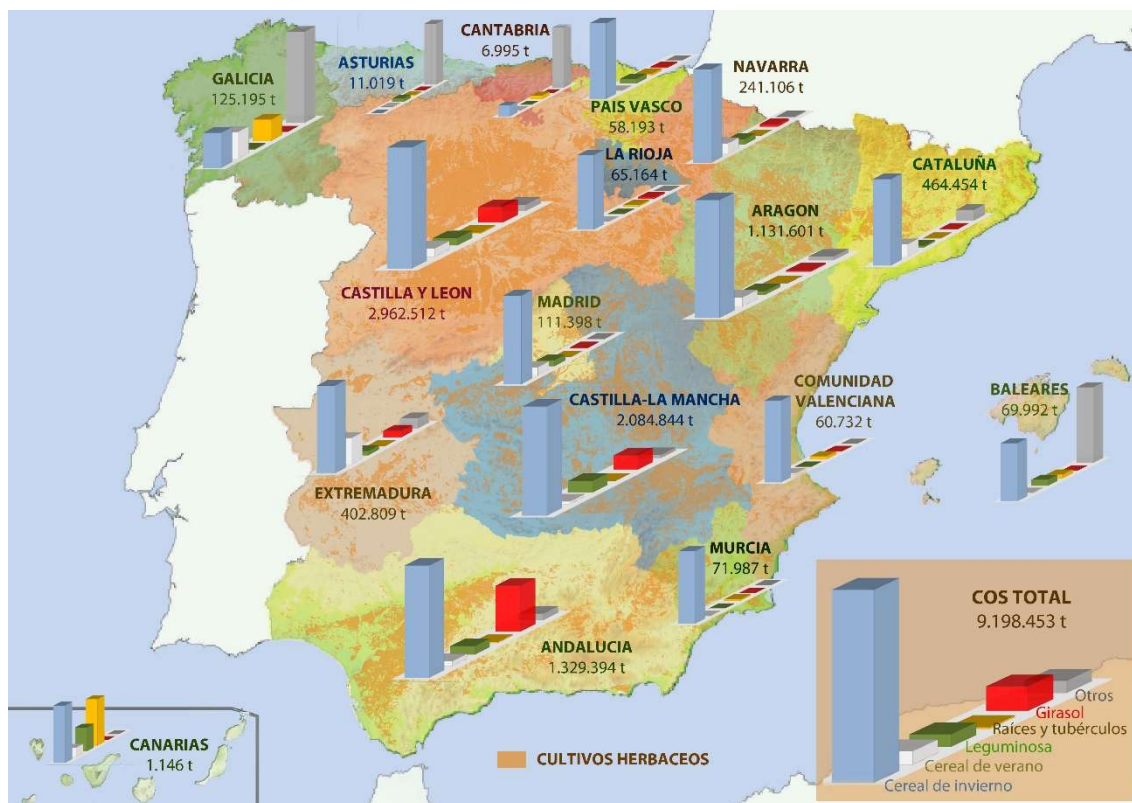 CANTABRIA
6.995 t
ASTURIAS
11.019 t
GALICIA
125.195 t
NAVARRA
241.106 t
PAIS VASCO
58.193 t
LA RIOJA
65.164 t
CATALUÑA
464.454 t
ARAGON
1.131.601 t
CASTILLA Y LEON
2.962.512 t
MADRID
111.398 t
CASTILLA-LA MANCHA
2.084.844 t
COMUNIDAD
VALENCIANA
60.732 t
BALEARES
69.992 t
EXTREMADURA
402.809 t
MURCIA
71.987 t
ANDALUCIA
1.329.394 t
CANARIAS
1.146 t
CULTIVOS HERBACEOS
COS TOTAL
9.198.453 t
Otros
Girasol
Raíces y tubérculos
Leguminosa
Cereal de verano
Cereal de invierno